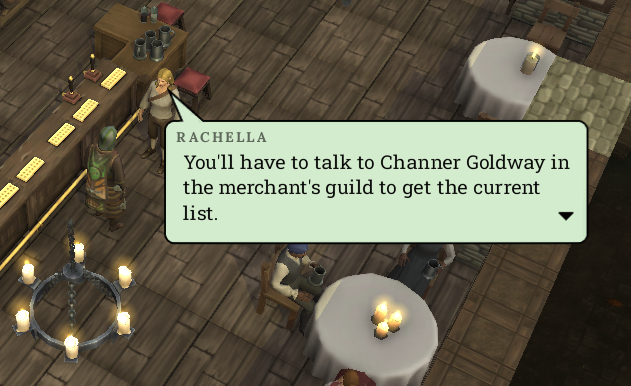 RACHELLA
You'll have to talk to Channer Goldway in
the merchant's guild to get the current
list.